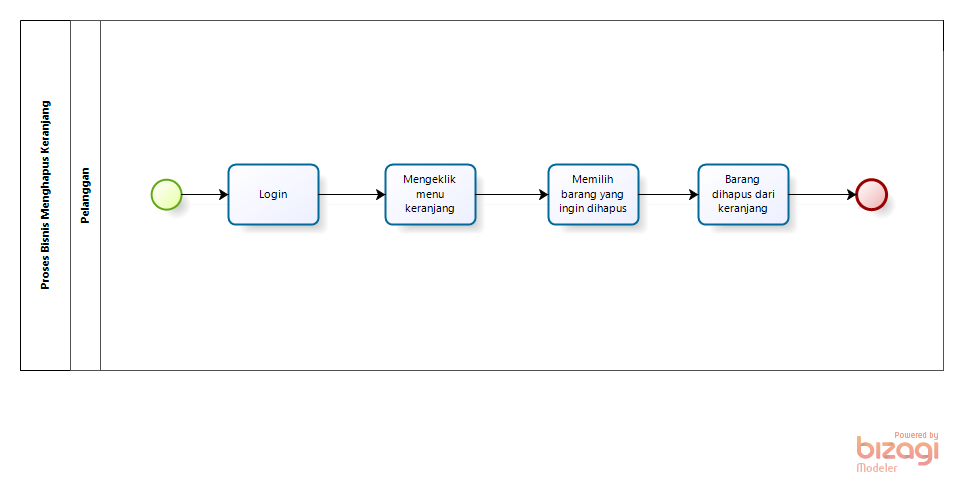 Proses Bisnis Menghapus Keranjang
Pelanggan
Login
Mengeklik
menu
keranjang
Memilih
barang yang
ingin dihapus
Barang
dihapus dari
keranjang
Powered by
bizagi
Modeler